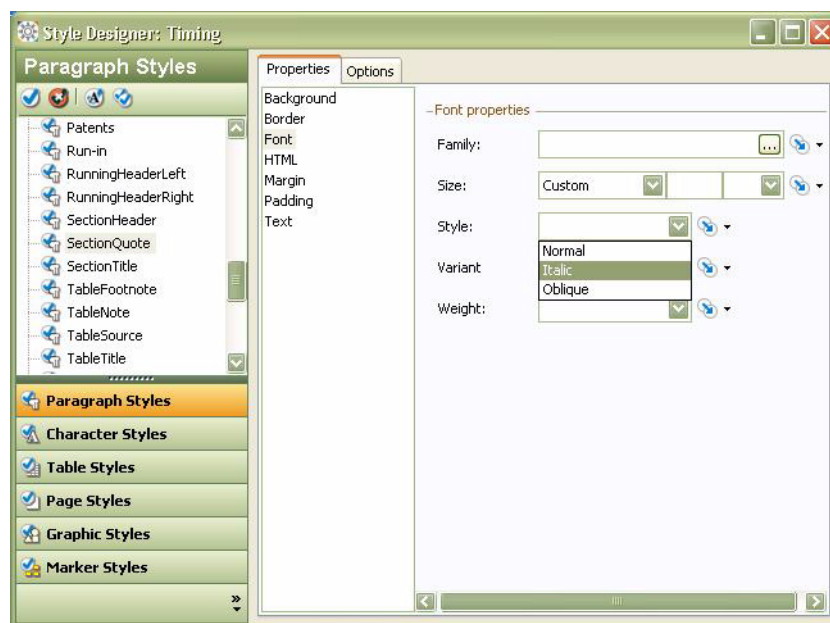 Style Designer: Timing
Paragraph Styles
Patents
Run-in
RunningHeaderLeft
RunningHeaderRight
SectionHeader
SectionQuote
SectionTitle
TableFootnote
TableNote
TableSource
TableTitle
Paragraph Styles
Character Styles
Table Styles
Page Styles
Graphic Styles
Marker Styles
Properties Options
Background
Border
Font
HTML
Margin
Padding
Text
Font properties
Family: ...
Size: Custom
Style:
Normal
Italic
Oblique
Variant
Weight: